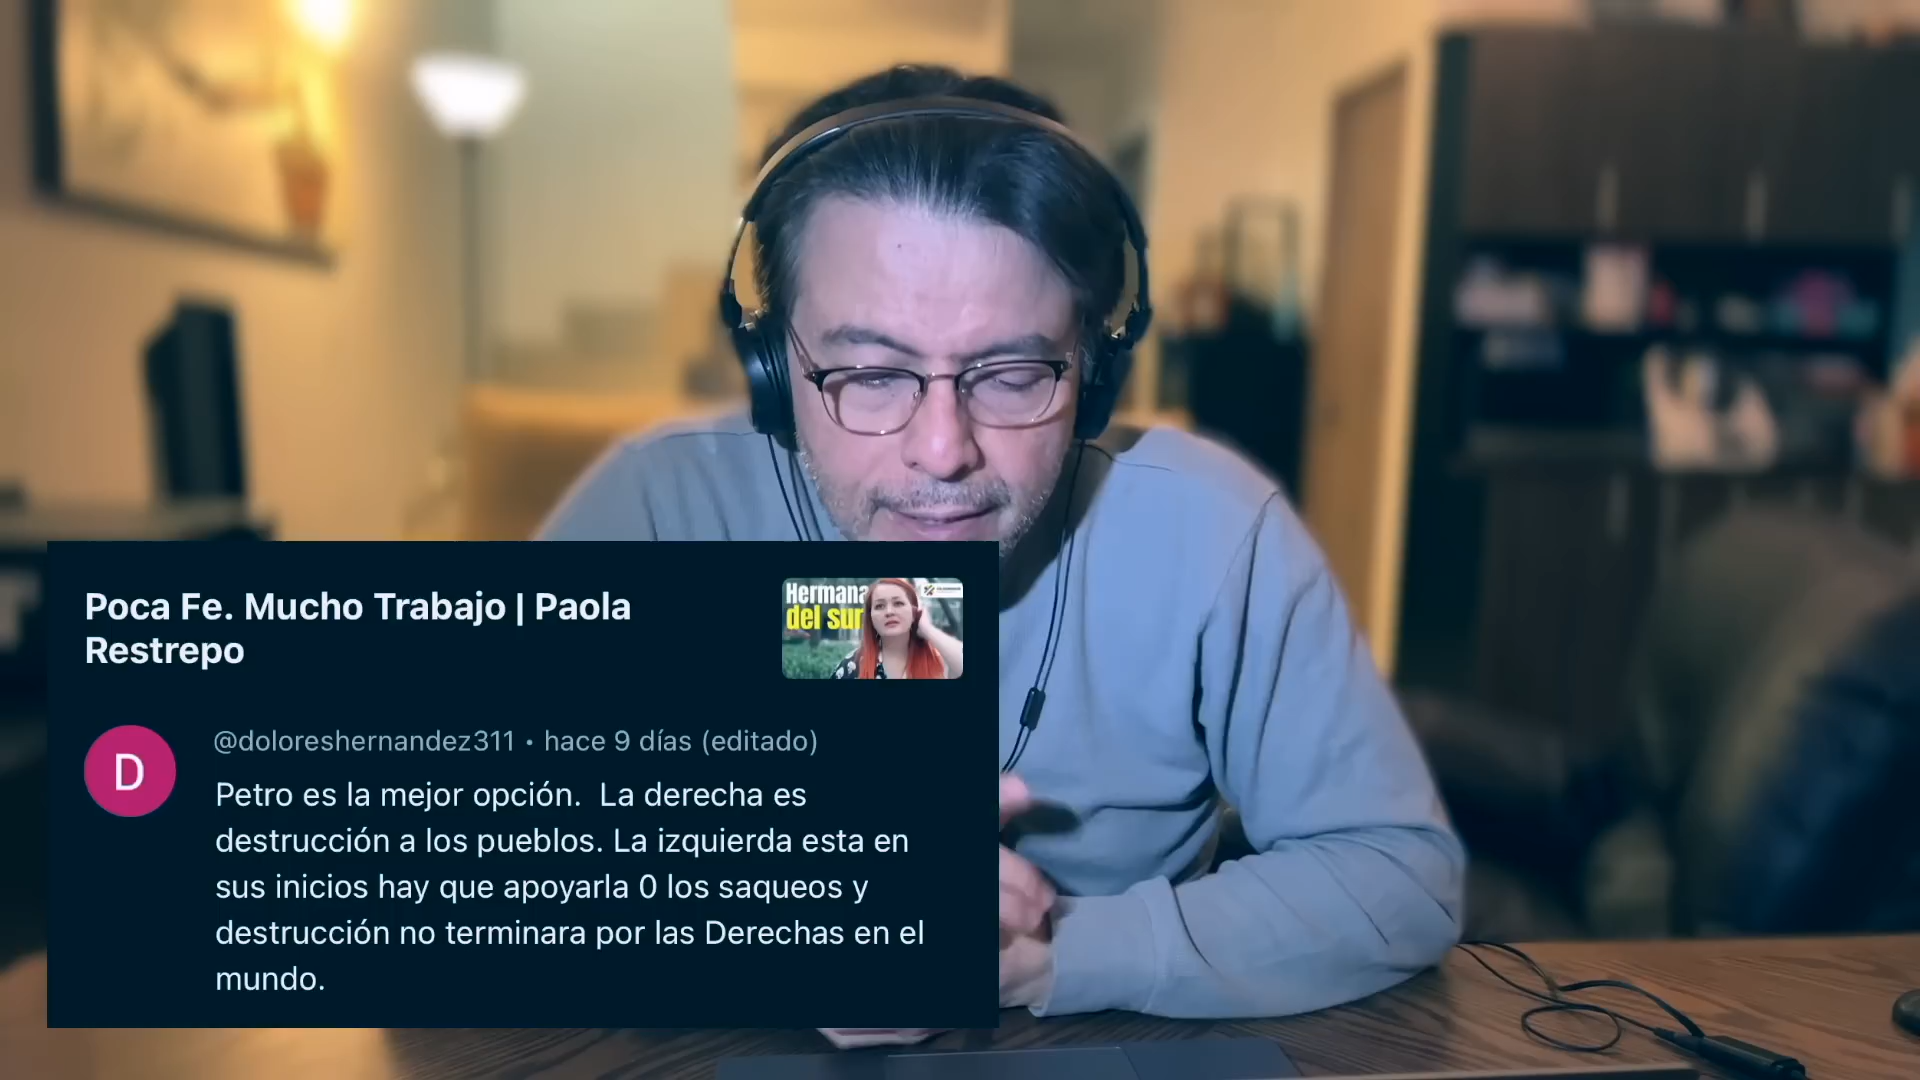 Poca Fe. Mucho Trabajo | Paola
Restrepo
Hermana
del sur
D
@doloreshernandez311 • hace 9 días (editado)
Petro es la mejor opción.  La derecha es
destrucción a los pueblos. La izquierda esta en
sus inicios hay que apoyarla 0 los saqueos y
destrucción no terminara por las Derechas en el
mundo.